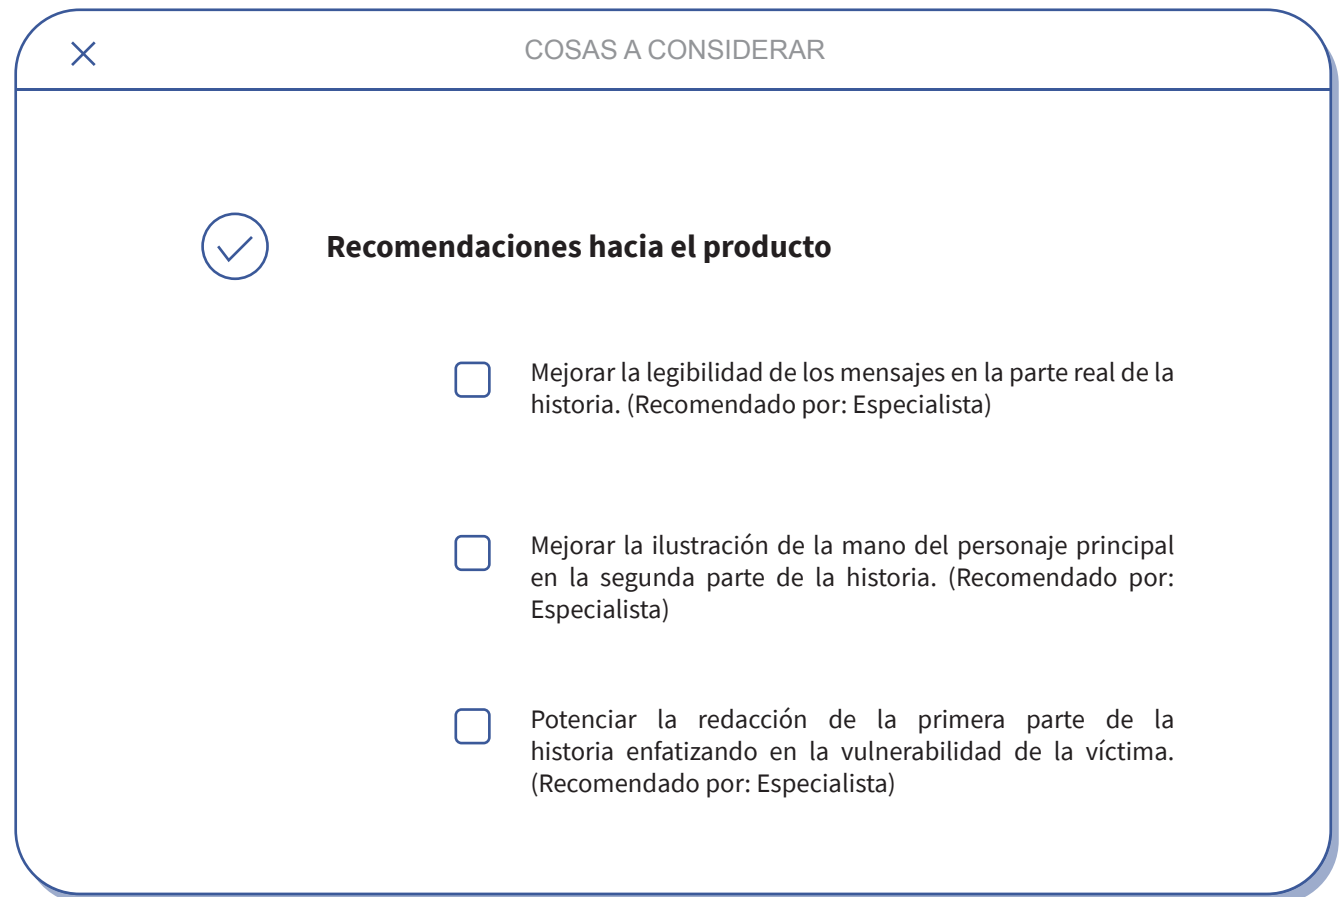 COSAS A CONSIDERAR
Recomendaciones hacia el producto
Mejorar la legibilidad de los mensajes en la parte real de la
historia. (Recomendado por: Especialista)
Mejorar la ilustración de la mano del personaje principal
en la segunda parte de la historia. (Recomendado por:
Especialista)
Potenciar la redacción de la primera parte de la
historia enfatizando en la vulnerabilidad de la víctima.
(Recomendado por: Especialista)